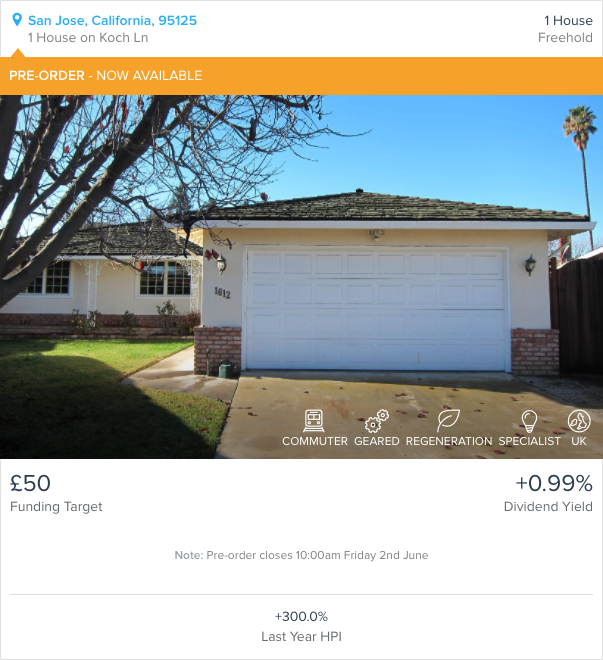 San Jose, California, 95125
1 House
1 House on Koch Ln
Freehold
PRE-ORDER - NOW AVAILABLE
1612
COMMUTER GEARED REGENERATION SPECIALIST UK
£50
+0.99%
Funding Target
Dividend Yield
Note: Pre-order closes 10:00am Friday 2nd June
+300.0%
Last Year HPI